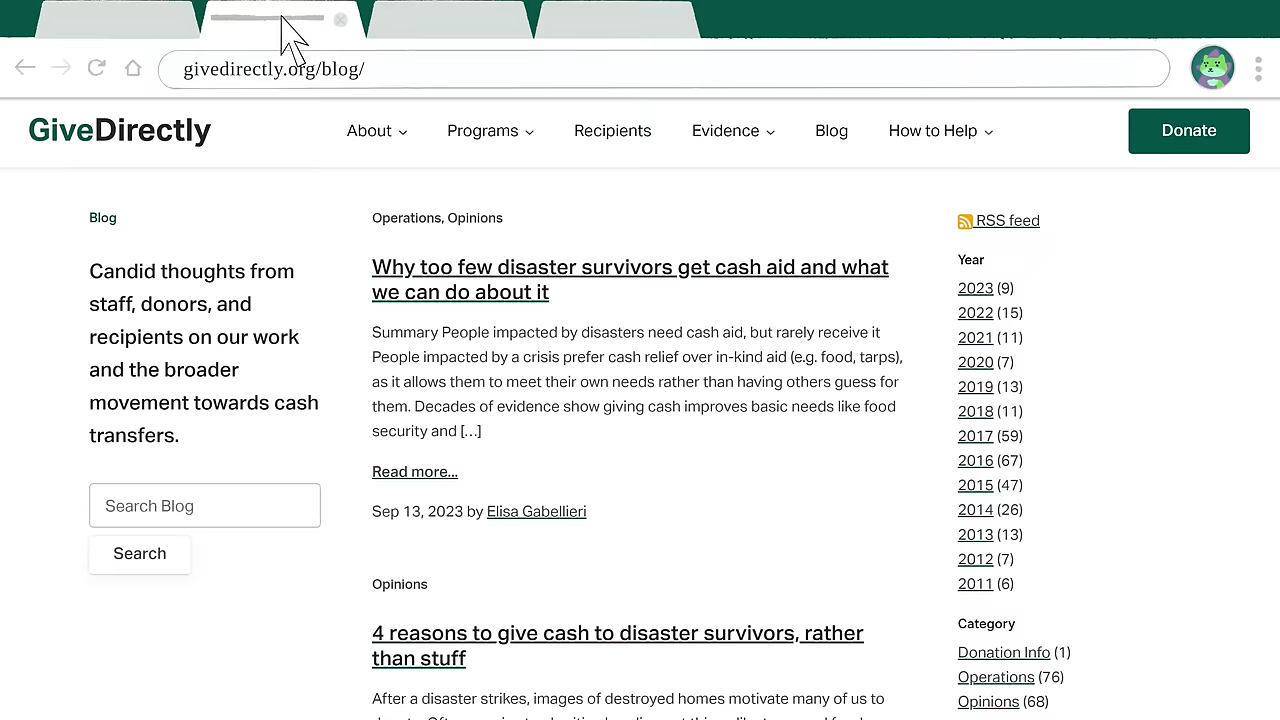 givedirectly.org/blog/
GiveDirectly
About
Programs
Recipients
Evidence
Blog
How to Help
Donate
Blog
Candid thoughts from
staff, donors, and
recipients on our work
and the broader
movement towards cash
transfers.
Search Blog
Search
Operations, Opinions
Why too few disaster survivors get cash aid and what
we can do about it
Summary People impacted by disasters need cash aid, but rarely receive it
People impacted by a crisis prefer cash relief over in-kind aid (e.g. food, tarps),
as it allows them to meet their own needs rather than having others guess for
them. Decades of evidence show giving cash improves basic needs like food
security and […]
Read more...
Sep 13, 2023 by Elisa Gabellieri
Opinions
4 reasons to give cash to disaster survivors, rather
than stuff
After a disaster strikes, images of destroyed homes motivate many of us to
RSS feed
Year
2023 (9)
2022 (15)
2021 (11)
2020 (7)
2019 (13)
2018 (11)
2017 (59)
2016 (67)
2015 (47)
2014 (26)
2013 (13)
2012 (7)
2011 (6)
Category
Donation Info (1)
Operations (76)
Opinions (68)